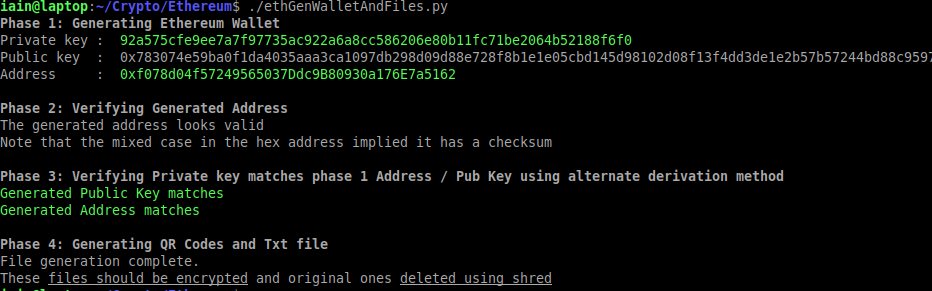 iain@laptop:~/Crypto/Ethereum$ ./ethGenWalletAndFiles.py
Phase 1: Generating Ethereum Wallet
Private key :  92a575cfe9ee7a7f97735ac922a6a8cc586206e80b11fc71be2064b52188f6f0
Public key  :  0x783074e59ba0f1da4035aaa3ca1097db298d09d88e728f8b1e1e05cbd145d98102d08f13f4dd3de1e2b57b57244bd88c9597
Address     :  0xf078d04f57249565037Ddc9B80930a176E7a5162
Phase 2: Verifying Generated Address
The generated address looks valid
Note that the mixed case in the hex address implied it has a checksum
Phase 3: Verifying Private key matches phase 1 Address / Pub Key using alternate derivation method
Generated Public Key matches
Generated Address matches
Phase 4: Generating QR Codes and Txt file
File generation complete.
These files should be encrypted and original ones deleted using shred